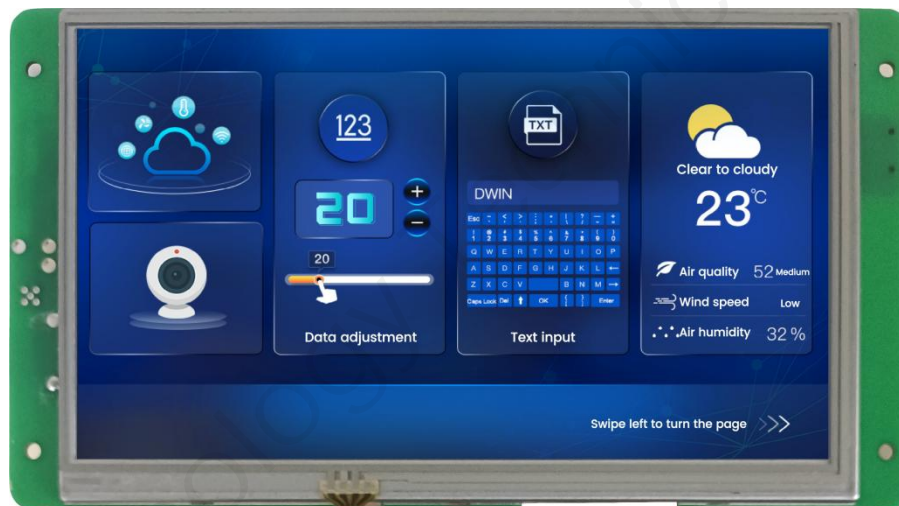 123
20
+
−
20
Data adjustment
TXT
DWIN
Esc
Q W E R T Y U I O P
A S D F G H J K L ←
Z X C V B N M →
Caps Lock Del ↑ OK Enter
Text input
Clear to cloudy
23℃
Air quality 52 Medium
Wind speed Low
Air humidity 32 %
Swipe left to turn the page >>>